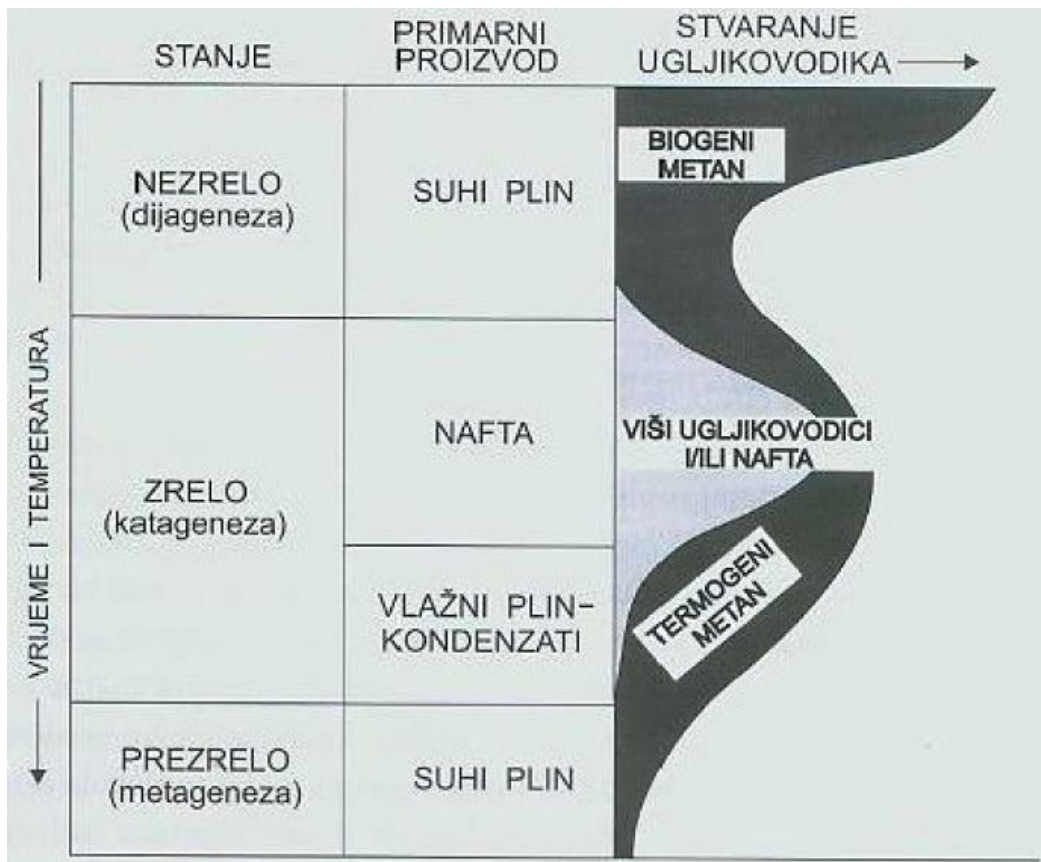 STANJE
PRIMARNI
PROIZVOD
STVARANJE
UGLJIKOVODIKA
VRIJEME I TEMPERATURA
NEZRELO
(dijageneza)
SUHI PLIN
BIOGENI
METAN
ZRELO
(katageneza)
NAFTA
VIŠI UGLJIKOVODICI
I/ILI NAFTA
VLAŽNI PLIN-
KONDENZATI
TERMOGENI
METAN
PREZRELO
(metageneza)
SUHI PLIN